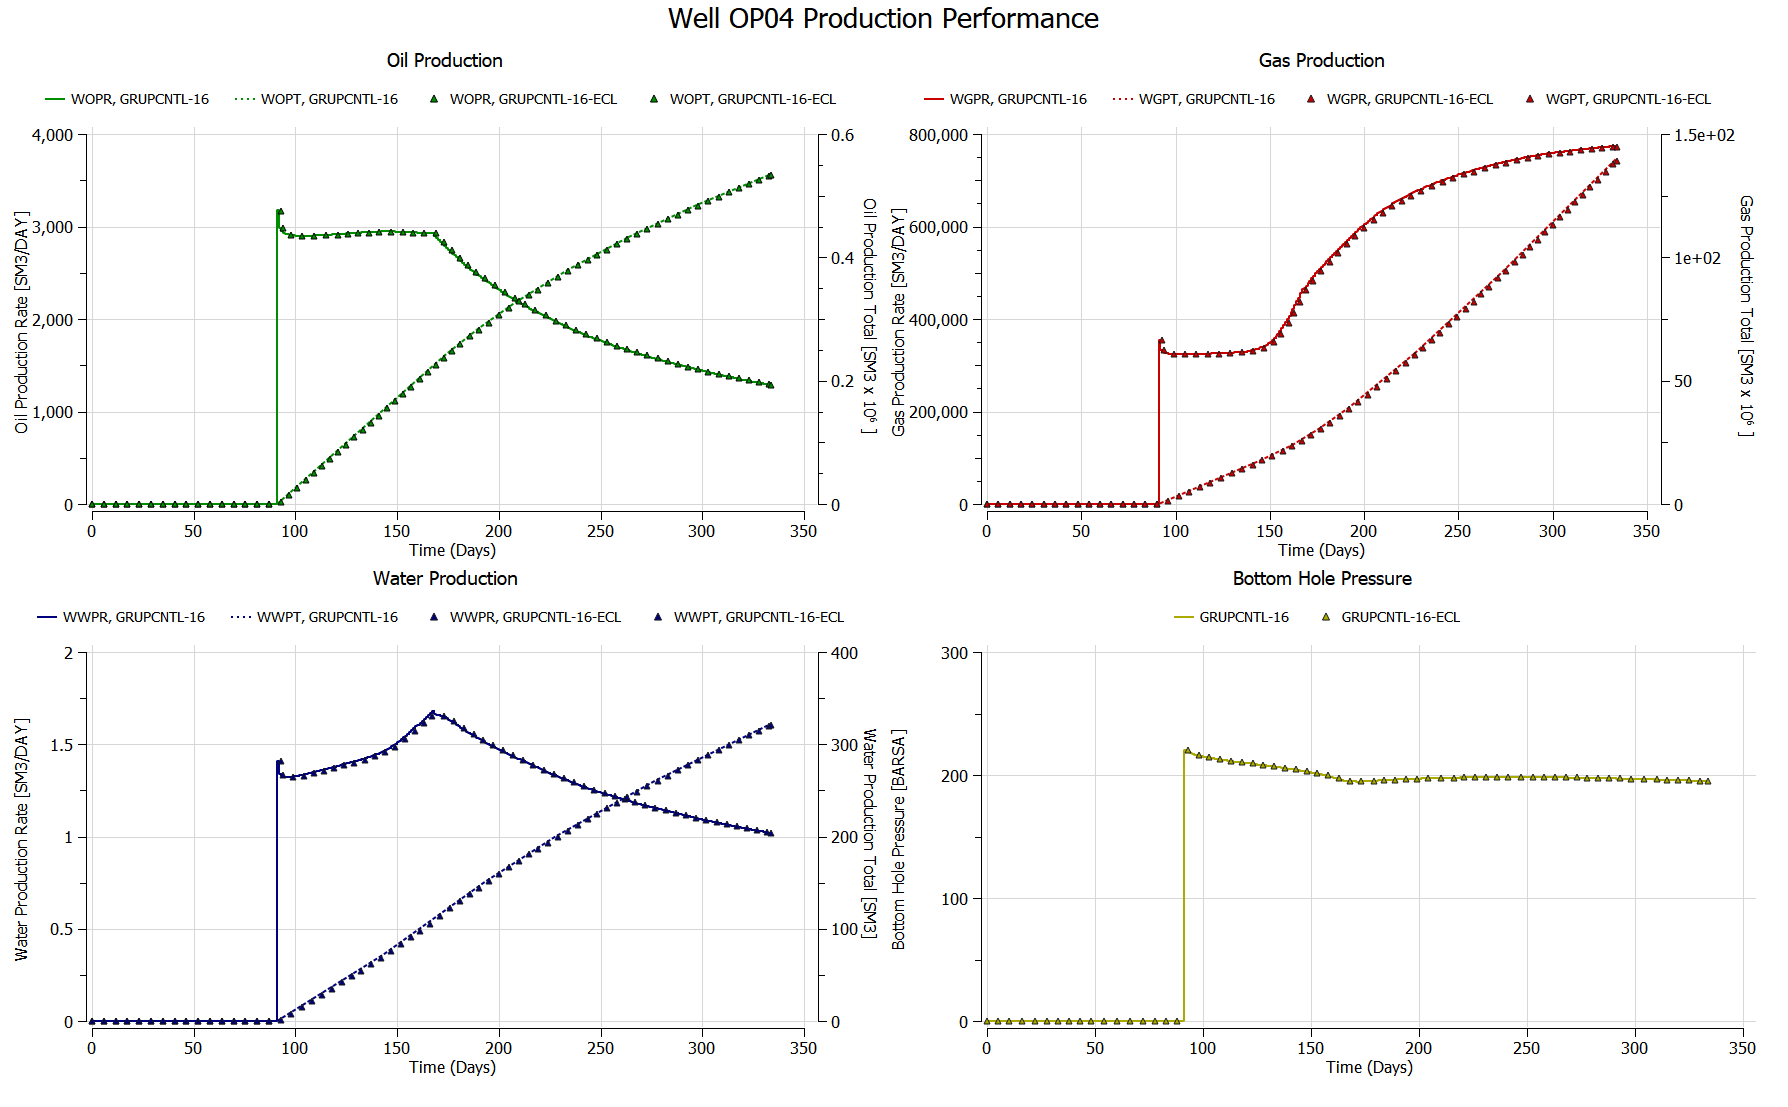 Well OP04 Production Performance
Oil Production
WOPR, GRUPCNTL-16 WOPT, GRUPCNTL-16 WOPR, GRUPCNTL-16-ECL WOPT, GRUPCNTL-16-ECL
4,000
3,000
2,000
1,000
0
Oil Production Rate [SM3/DAY]
0.6
0.4
0.2
0
Oil Production Total [SM3 x 10⁶ ]
0 50 100 150 200 250 300 350
Time (Days)
Gas Production
WGPR, GRUPCNTL-16 WGPT, GRUPCNTL-16 WGPR, GRUPCNTL-16-ECL WGPT, GRUPCNTL-16-ECL
800,000
600,000
400,000
200,000
0
Gas Production Rate [SM3/DAY]
1.5e+02
1e+02
50
0
Gas Production Total [SM3 x 10⁶ ]
0 50 100 150 200 250 300 350
Time (Days)
Water Production
WWPR, GRUPCNTL-16 WWPT, GRUPCNTL-16 WWPR, GRUPCNTL-16-ECL WWPT, GRUPCNTL-16-ECL
2
1.5
1
0.5
0
Water Production Rate [SM3/DAY]
400
300
200
100
0
Water Production Total [SM3]
0 50 100 150 200 250 300 350
Time (Days)
Bottom Hole Pressure
GRUPCNTL-16 GRUPCNTL-16-ECL
300
200
100
0
Bottom Hole Pressure [BARSA]
0 50 100 150 200 250 300 350
Time (Days)